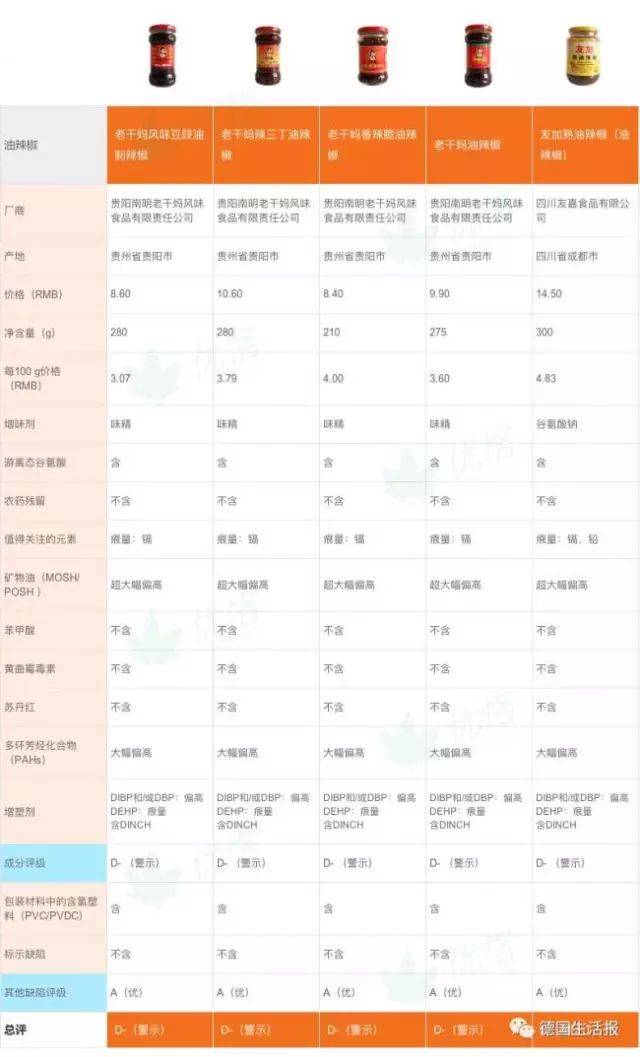 油辣椒 老干妈风味豆豉油制辣椒 老干妈辣三丁油辣椒 老干妈香辣脆油辣椒 老干妈油辣椒 友加熟油辣椒〔油辣椒〕
厂商 贵阳南明老干妈风味食品有限责任公司 贵阳南明老干妈风味食品有限责任公司 贵阳南明老干妈风味食品有限责任公司 贵阳南明老干妈风味食品有限责任公司 四川友嘉食品有限公司
产地 贵州省贵阳市 贵州省贵阳市 贵州省贵阳市 贵州省贵阳市 四川省成都市
价格（RMB） 8.60 10.60 8.40 9.90 14.50
净含量（g） 280 280 210 275 300
每100 g价格（RMB） 3.07 3.79 4.00 3.60 4.83
增味剂 味精 味精 味精 味精 谷氨酸钠
游离态谷氨酸 含 含 含 含 含
农药残留 不含 不含 不含 不含 不含
值得关注的元素 痕量：镉 痕量：镉 痕量：镉 痕量：镉 痕量：镉、铅
矿物油（MOSH/POSH ） 超大幅偏高 超大幅偏高 超大幅偏高 超大幅偏高 超大幅偏高
苯甲酸 不含 不含 不含 不含 不含
黄曲霉毒素 不含 不含 不含 不含 不含
苏丹红 不含 不含 不含 不含 不含
多环芳烃化合物（PAHs） 大幅偏高 大幅偏高 大幅偏高 大幅偏高 大幅偏高
增塑剂 DIBP和/或DBP：偏高 DIBP和/或DBP：偏高 DIBP和/或DBP：偏高 DIBP和/或DBP：偏高 DIBP和/或DBP：偏高
DEHP：痕量 DEHP：痕量 DEHP：痕量 DEHP：痕量 DEHP：痕量
含DINCH 含DINCH 含DINCH 含DINCH 含DINCH
成分评级 D-（警示） D-（警示） D-（警示） D-（警示） D-（警示）
包装材料中的含氯塑料（PVC/PVDC） 含 含 含 含 含
标示缺陷 不含 不含 不含 不含 不含
其他缺陷评级 A（优） A（优） A（优） A（优） A（优）
总评 D-（警示） D-（警示） D-（警示） D-（警示） D-（警示）
德国生活报